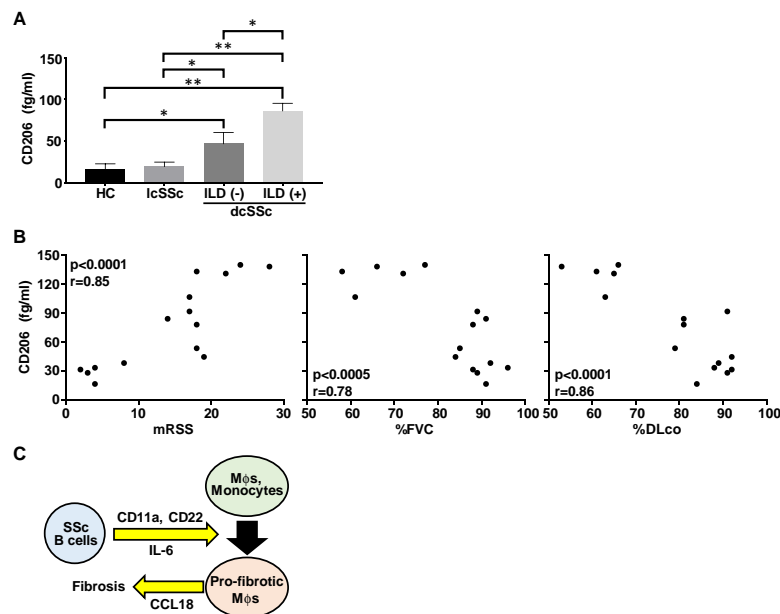 A
*
**
*
**
*
150
100
50
0
CD206 (fg/ml)
HC
lcSSc
ILD (-)
ILD (+)
dcSSc
B
150
120
90
60
30
0
CD206 (fg/ml)
p<0.0001
r=0.85
0
10
20
30
mRSS
p<0.0005
r=0.78
50
60
70
80
90
100
%FVC
p<0.0001
r=0.86
50
60
70
80
90
100
%DLco
C
Mϕs,
Monocytes
SSc
B cells
CD11a, CD22
IL-6
Fibrosis
CCL18
Pro-fibrotic
Mϕs